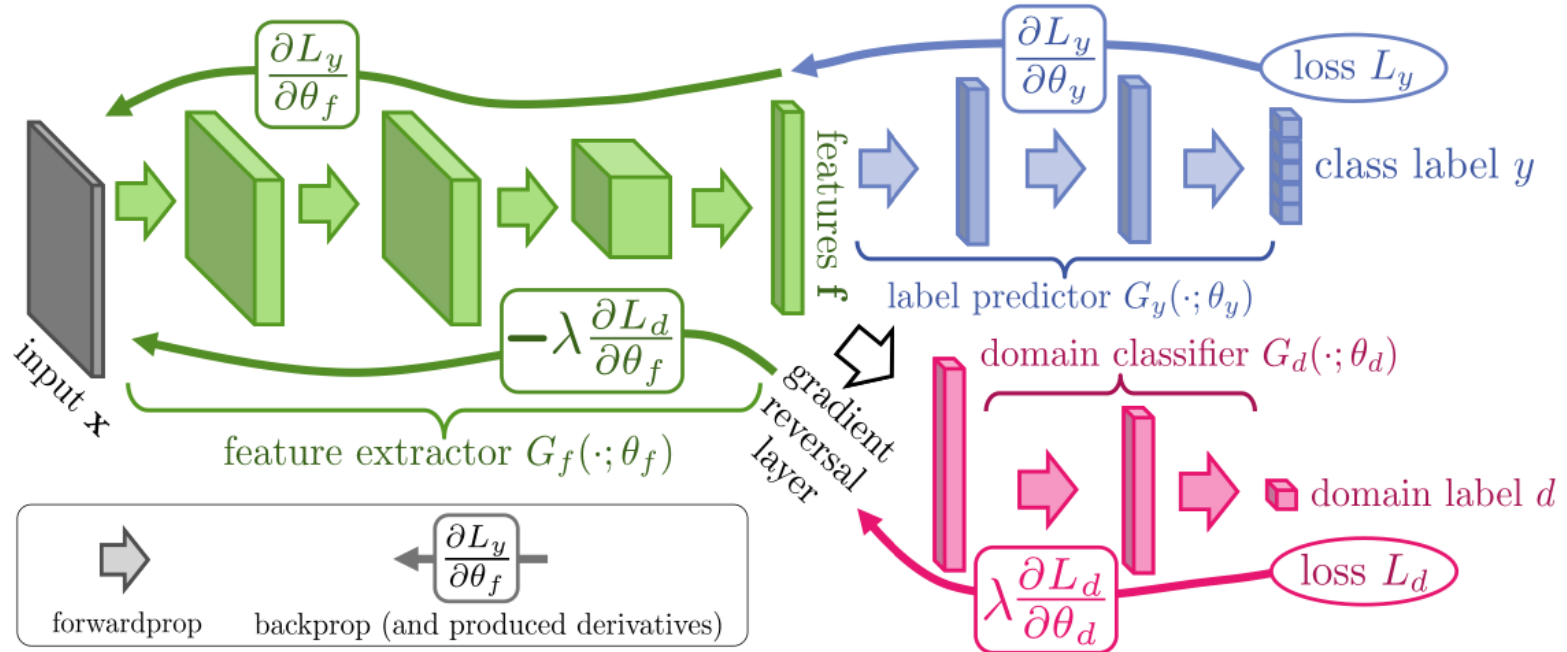 ∂L_y/∂θ_f
∂L_y/∂θ_y
loss L_y
features f
class label y
label predictor G_y(·; θ_y)
input x
−λ ∂L_d/∂θ_f
domain classifier G_d(·; θ_d)
feature extractor G_f(·; θ_f)
gradient
reversal
layer
domain label d
loss L_d
λ ∂L_d/∂θ_d
∂L_y/∂θ_f
forwardprop
backprop (and produced derivatives)